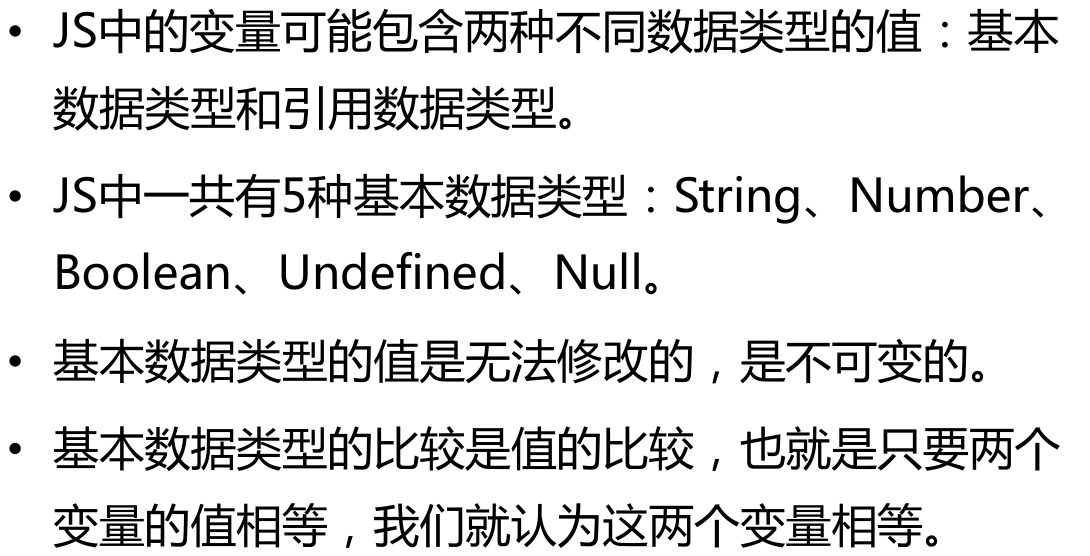 • JS中的变量可能包含两种不同数据类型的值：基本
数据类型和引用数据类型。
• JS中一共有5种基本数据类型：String、Number、
Boolean、Undefined、Null。
• 基本数据类型的值是无法修改的，是不可变的。
• 基本数据类型的比较是值的比较，也就是只要两个
变量的值相等，我们就认为这两个变量相等。